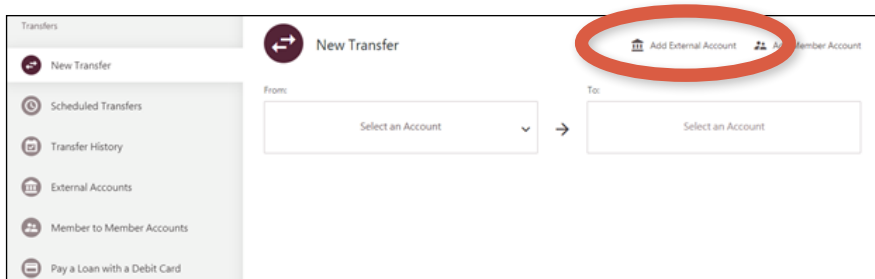 Transfers
New Transfer
Scheduled Transfers
Transfer History
External Accounts
Member to Member Accounts
Pay a Loan with a Debit Card
New Transfer
Add External Account
Member Account
From:
Select an Account
To:
Select an Account